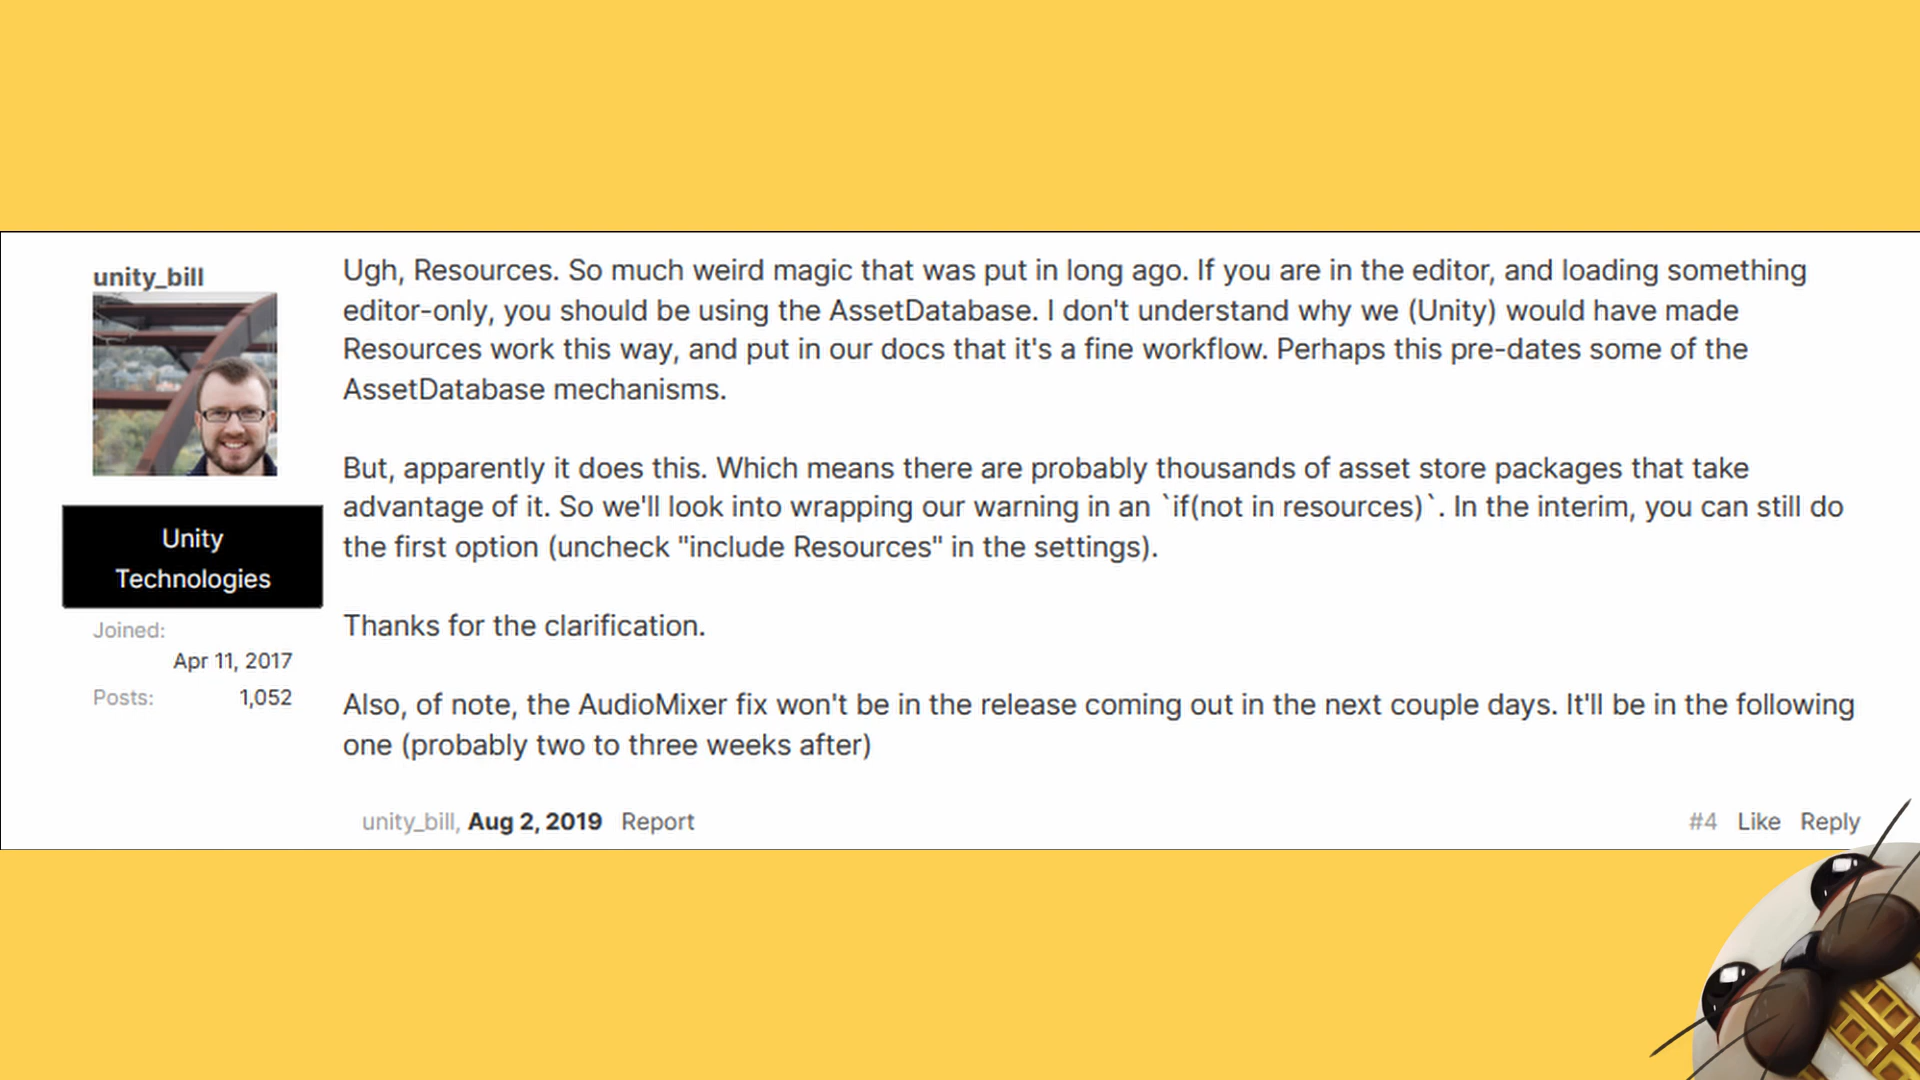 unity_bill
Unity
Technologies
Joined:
Apr 11, 2017
Posts: 1,052
Ugh, Resources. So much weird magic that was put in long ago. If you are in the editor, and loading something
editor-only, you should be using the AssetDatabase. I don't understand why we (Unity) would have made
Resources work this way, and put in our docs that it's a fine workflow. Perhaps this pre-dates some of the
AssetDatabase mechanisms.
But, apparently it does this. Which means there are probably thousands of asset store packages that take
advantage of it. So we'll look into wrapping our warning in an `if(not in resources)`. In the interim, you can still do
the first option (uncheck "include Resources" in the settings).
Thanks for the clarification.
Also, of note, the AudioMixer fix won't be in the release coming out in the next couple days. It'll be in the following
one (probably two to three weeks after)
unity_bill, Aug 2, 2019 Report
#4 Like Reply